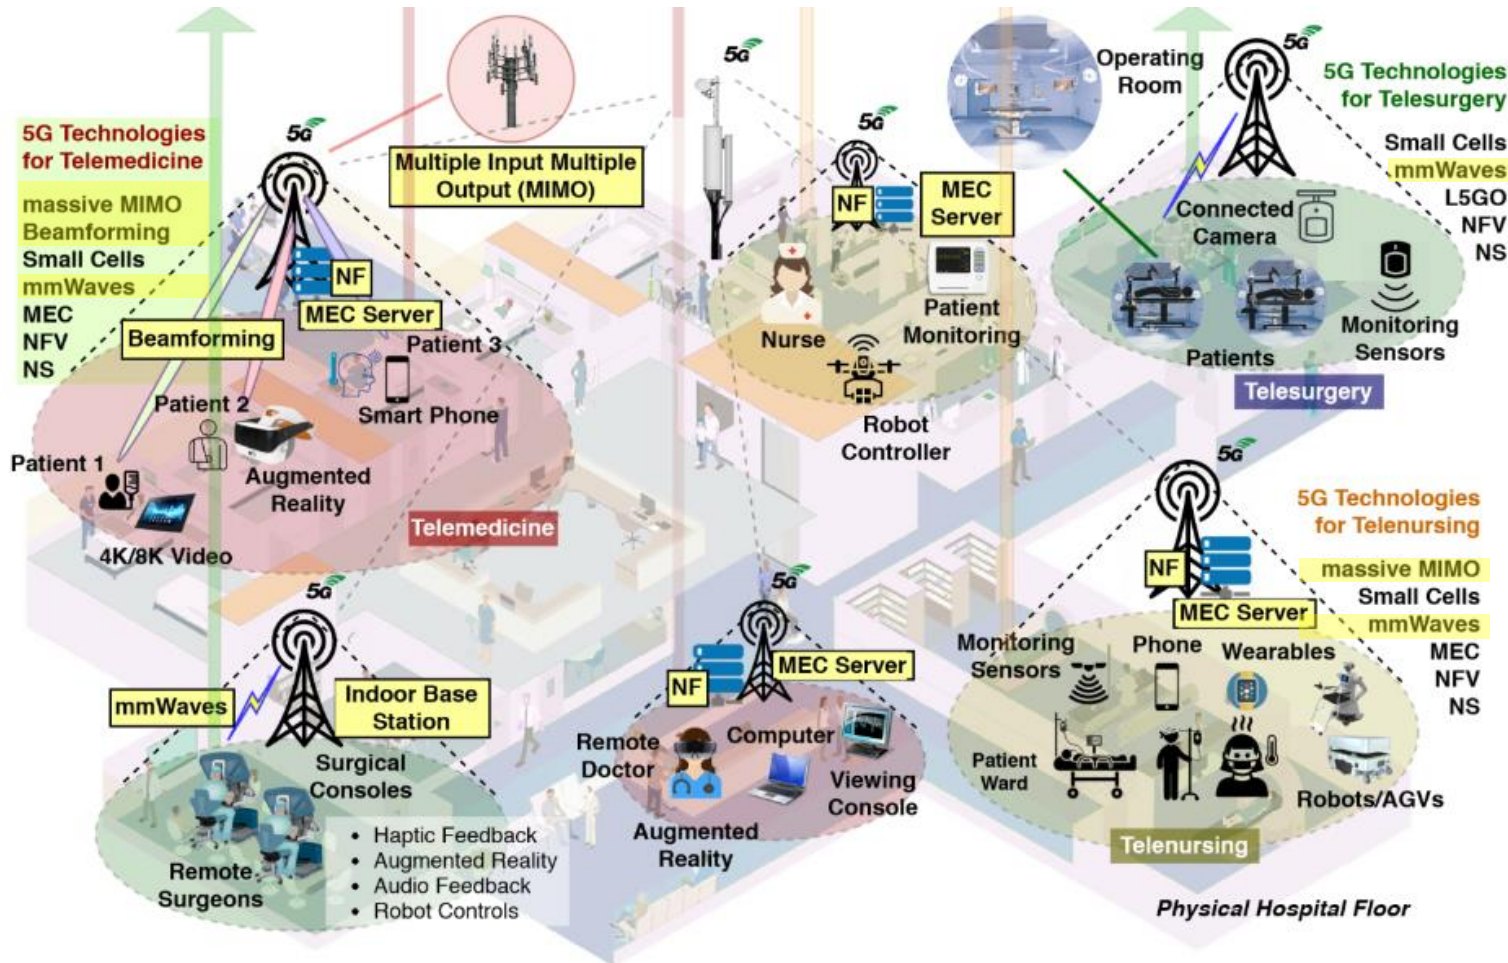 5G
Operating
Room
5G
5G Technologies
for Telesurgery
Small Cells
mmWaves
L5GO
NFV
NS
5G Technologies
for Telemedicine
massive MIMO
Beamforming
Small Cells
mmWaves
MEC
NFV
NS
5G
Multiple Input Multiple
Output (MIMO)
NF
MEC Server
Beamforming
Patient 3
Smart Phone
Patient 2
Augmented
Reality
Patient 1
4K/8K Video
Telemedicine
5G
NF
MEC
Server
Nurse
Patient
Monitoring
Robot
Controller
Connected
Camera
Patients
Monitoring
Sensors
Telesurgery
5G
5G Technologies
for Telenursing
massive MIMO
Small Cells
mmWaves
MEC
NFV
NS
NF
MEC Server
Monitoring
Sensors
Phone
Wearables
Patient
Ward
Robots/AGVs
Telenursing
5G
mmWaves
Indoor Base
Station
Surgical
Consoles
Remote
Surgeons
• Haptic Feedback
• Augmented Reality
• Audio Feedback
• Robot Controls
5G
NF
MEC Server
Remote
Doctor
Computer
Viewing
Console
Augmented
Reality
Physical Hospital Floor